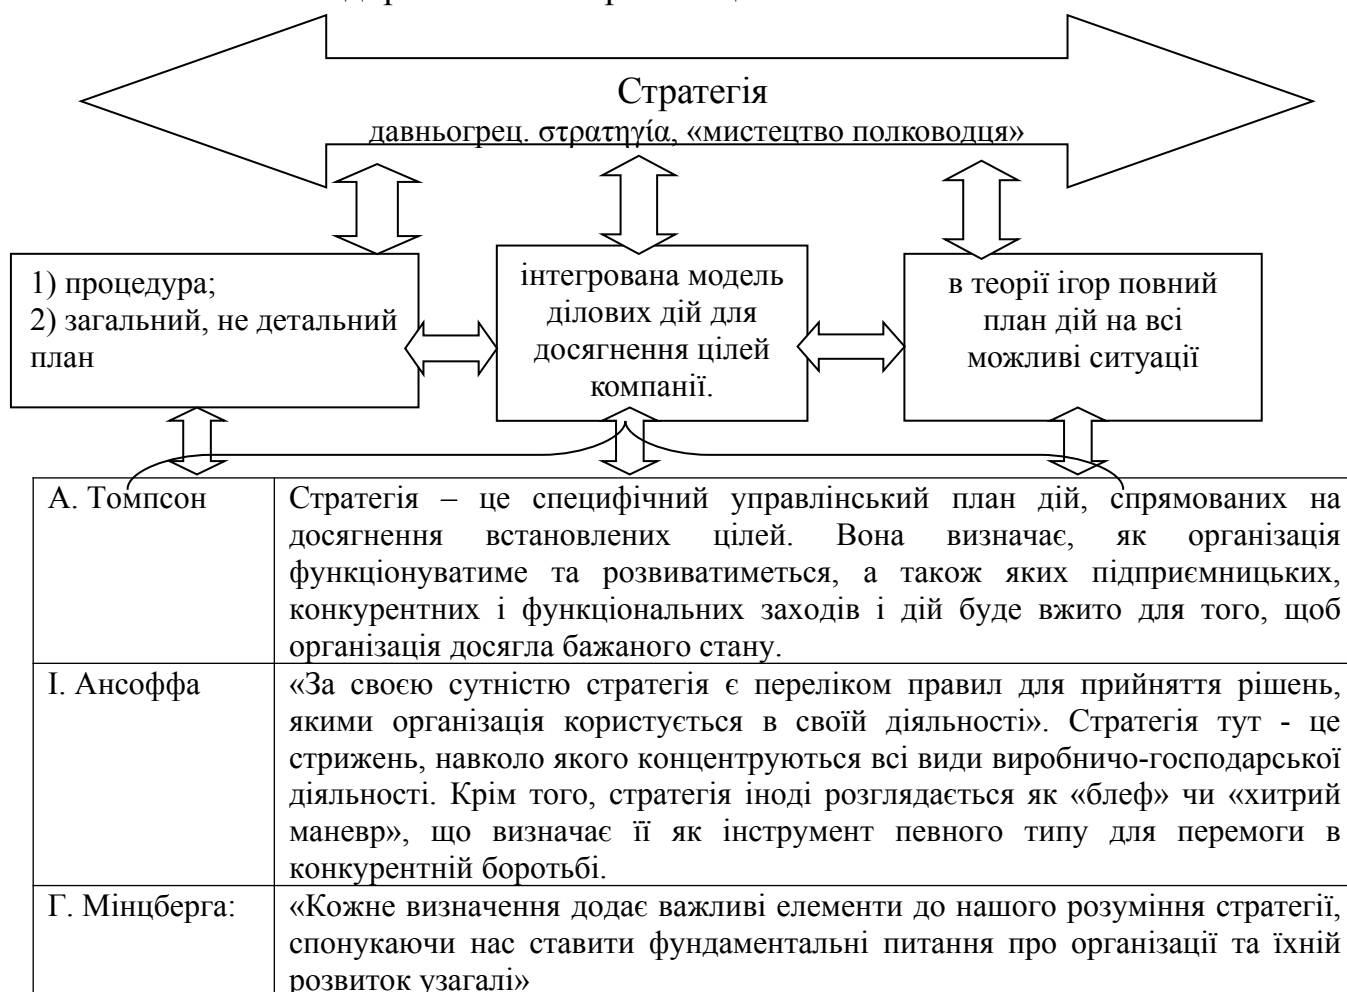 Стратегія
давньогрец. στρατηγία, «мистецтво полководця»
1) процедура;
2) загальний, не детальний
план
інтегрована модель
ділових дій для
досягнення цілей
компанії.
в теорії ігор повний
план дій на всі
можливі ситуації
А. Томпсон
Стратегія – це специфічний управлінський план дій, спрямованих на
досягнення встановлених цілей. Вона визначає, як організація
функціонуватиме та розвиватиметься, а також яких підприємницьких,
конкурентних і функціональних заходів і дій буде вжито для того, щоб
організація досягла бажаного стану.
І. Ансоффа
«За своєю сутністю стратегія є переліком правил для прийняття рішень,
якими організація користується в своїй діяльності». Стратегія тут - це
стрижень, навколо якого концентруються всі види виробничо-господарської
діяльності. Крім того, стратегія іноді розглядається як «блеф» чи «хитрий
маневр», що визначає її як інструмент певного типу для перемоги в
конкурентній боротьбі.
Г. Мінцберга:
«Кожне визначення додає важливі елементи до нашого розуміння стратегії,
спонукаючи нас ставити фундаментальні питання про організації та їхній
розвиток узагалі»